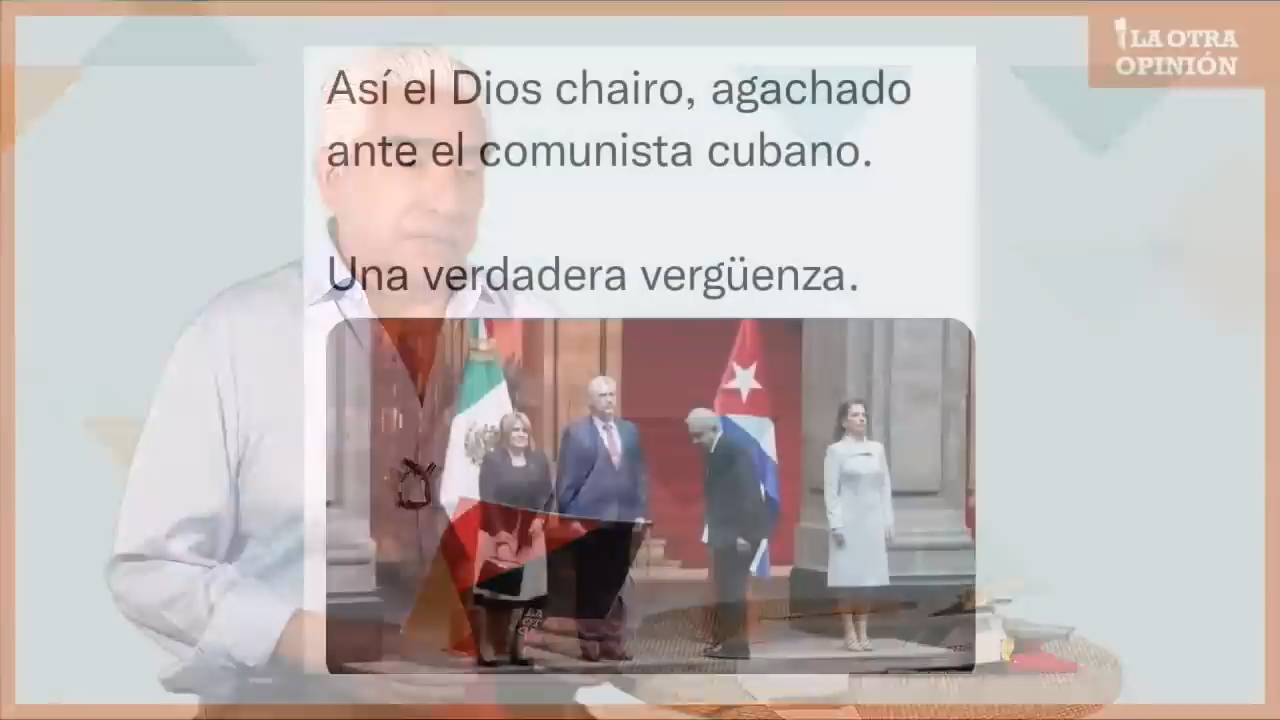 LA OTRA
OPINIÓN
Así el Dios chairo, agachado
ante el comunista cubano.
Una verdadera vergüenza.